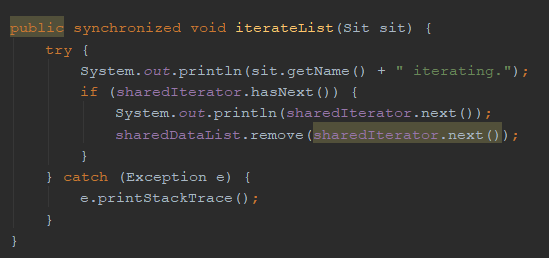 public synchronized void iterateList(Sit sit) {
try {
System.out.println(sit.getName() + " iterating.");
if (sharedIterator.hasNext()) {
System.out.println(sharedIterator.next());
sharedDataList.remove(sharedIterator.next());
}
} catch (Exception e) {
e.printStackTrace();
}
}